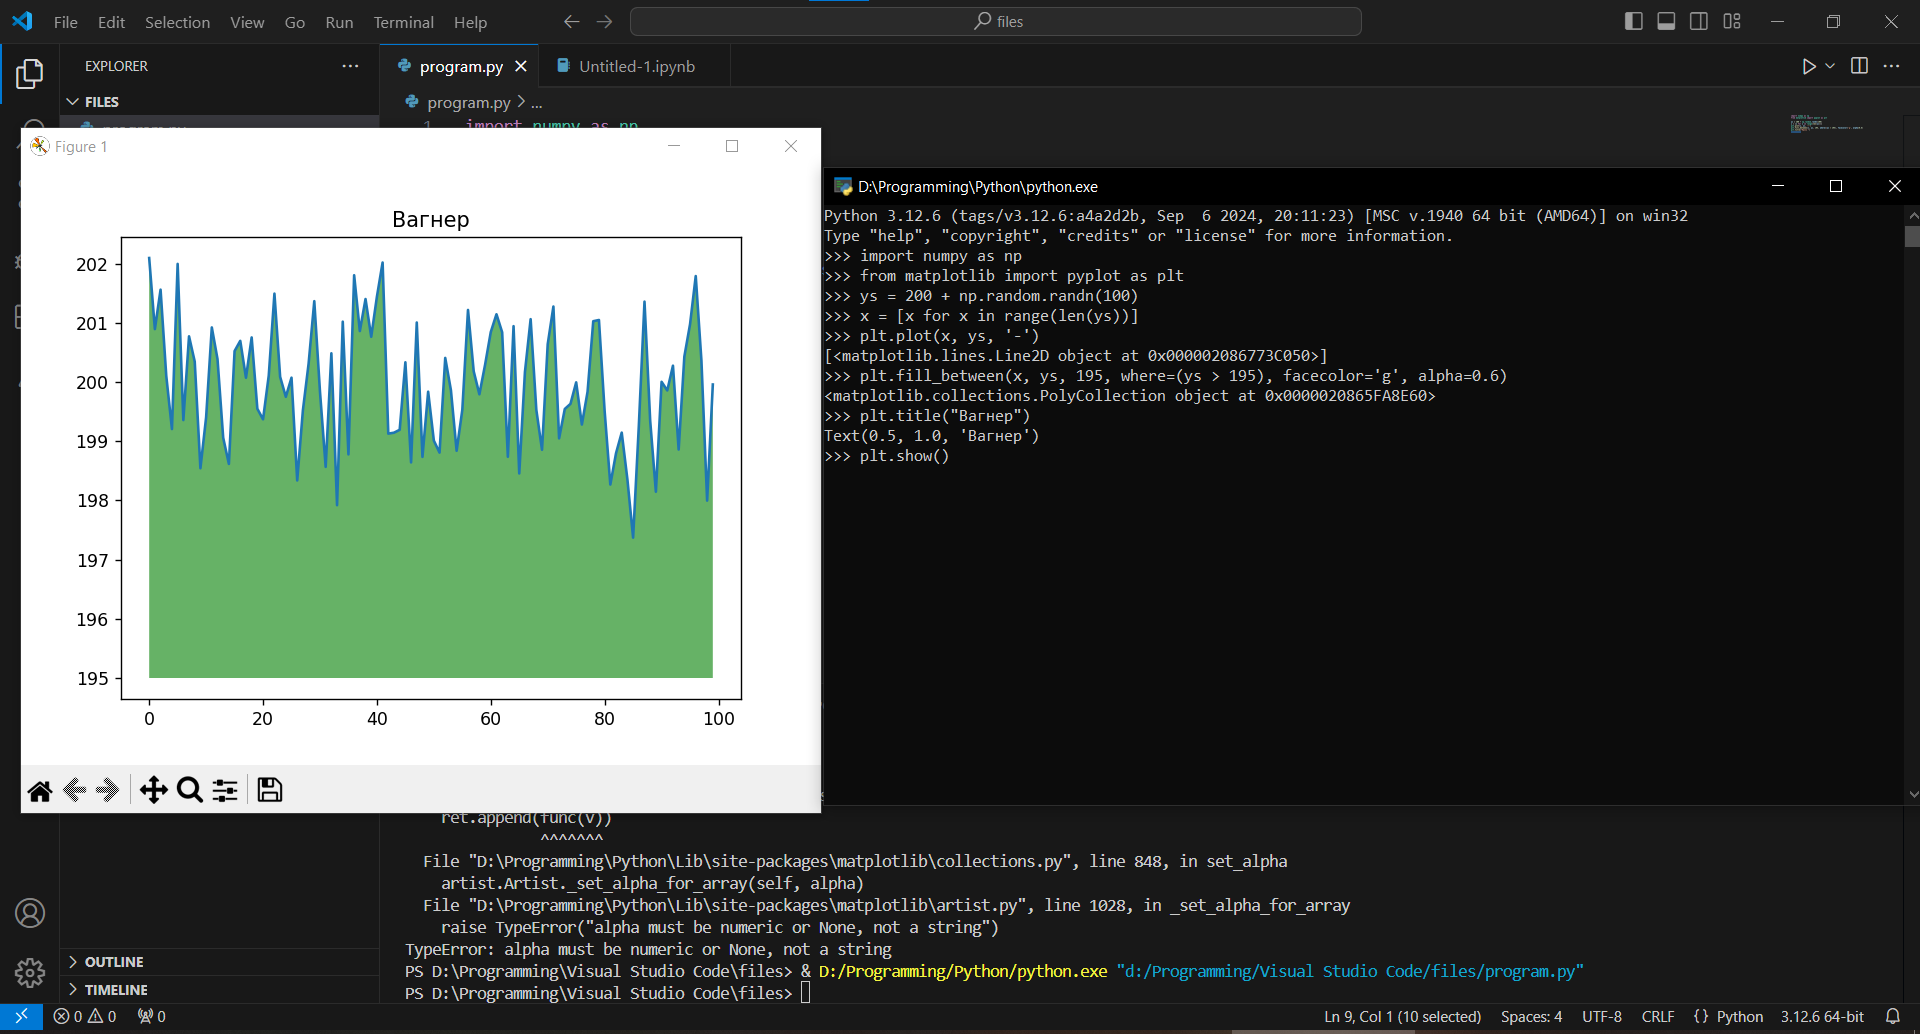 File Edit Selection View Go Run Terminal Help
files
EXPLORER
program.py
Untitled-1.ipynb
FILES
program.py > ...
program.py
1 import numpy as np
Figure 1
Вагнер
202
201
200
199
198
197
196
195
0 20 40 60 80 100
D:\Programming\Python\python.exe
Python 3.12.6 (tags/v3.12.6:a4a2d2b, Sep  6 2024, 20:11:23) [MSC v.1940 64 bit (AMD64)] on win32
Type "help", "copyright", "credits" or "license" for more information.
>>> import numpy as np
>>> from matplotlib import pyplot as plt
>>> ys = 200 + np.random.randn(100)
>>> x = [x for x in range(len(ys))]
>>> plt.plot(x, ys, '-')
[<matplotlib.lines.Line2D object at 0x000002086773C050>]
>>> plt.fill_between(x, ys, 195, where=(ys > 195), facecolor='g', alpha=0.6)
<matplotlib.collections.PolyCollection object at 0x0000020865FA8E60>
>>> plt.title("Вагнер")
Text(0.5, 1.0, 'Вагнер')
>>> plt.show()
ret.append(func(v))
^^^^^^^
File "D:\Programming\Python\Lib\site-packages\matplotlib\collections.py", line 848, in set_alpha
artist.Artist._set_alpha_for_array(self, alpha)
File "D:\Programming\Python\Lib\site-packages\matplotlib\artist.py", line 1028, in _set_alpha_for_array
raise TypeError("alpha must be numeric or None, not a string")
TypeError: alpha must be numeric or None, not a string
PS D:\Programming\Visual Studio Code\files> & D:/Programming/Python/python.exe "d:/Programming/Visual Studio Code/files/program.py"
PS D:\Programming\Visual Studio Code\files>
OUTLINE
TIMELINE
0 0 0
Ln 9, Col 1 (10 selected) Spaces: 4 UTF-8 CRLF {} Python 3.12.6 64-bit